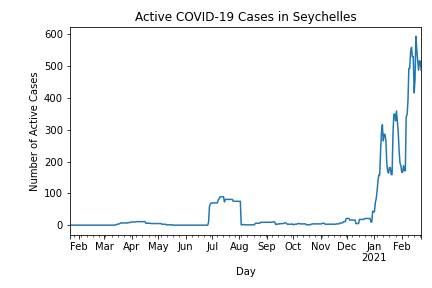 Active COVID-19 Cases in Seychelles
Number of Active Cases
600
500
400
300
200
100
0
Feb Mar Apr May Jun Jul Aug Sep Oct Nov Dec Jan Feb
2021
Day